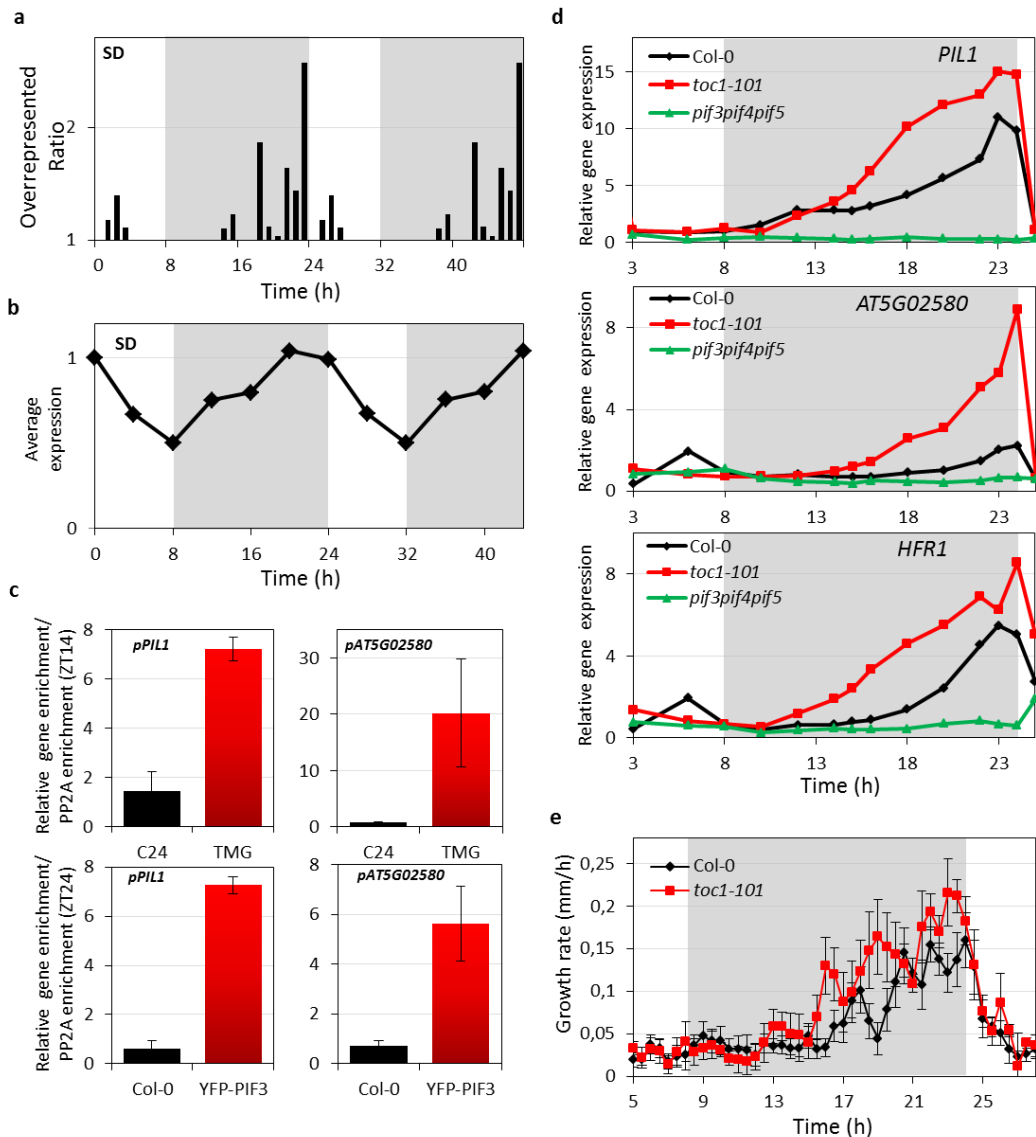 a
SD
Overrepresented
Ratio
2
1
0 8 16 24 32 40
Time (h)
b
SD
Average
expression
1
0
0 8 16 24 32 40
Time (h)
c
Relative gene enrichment/
PP2A enrichment (ZT14)
pPIL1
8
6
4
2
0
C24 TMG
pAT5G02580
30
20
10
0
C24 TMG
Relative gene enrichment/
PP2A enrichment (ZT24)
pPIL1
8
6
4
2
0
Col-0 YFP-PIF3
pAT5G02580
8
6
4
2
0
Col-0 YFP-PIF3
d
Relative gene expression
Col-0
toc1-101
pif3pif4pif5
PIL1
15
10
5
0
3 8 13 18 23
Relative gene expression
Col-0
toc1-101
pif3pif4pif5
AT5G02580
8
4
0
3 8 13 18 23
Relative gene expression
Col-0
toc1-101
pif3pif4pif5
HFR1
8
4
0
3 8 13 18 23
Time (h)
e
Growth rate (mm/h)
Col-0
toc1-101
0,25
0,2
0,15
0,1
0,05
0
5 9 13 17 21 25
Time (h)